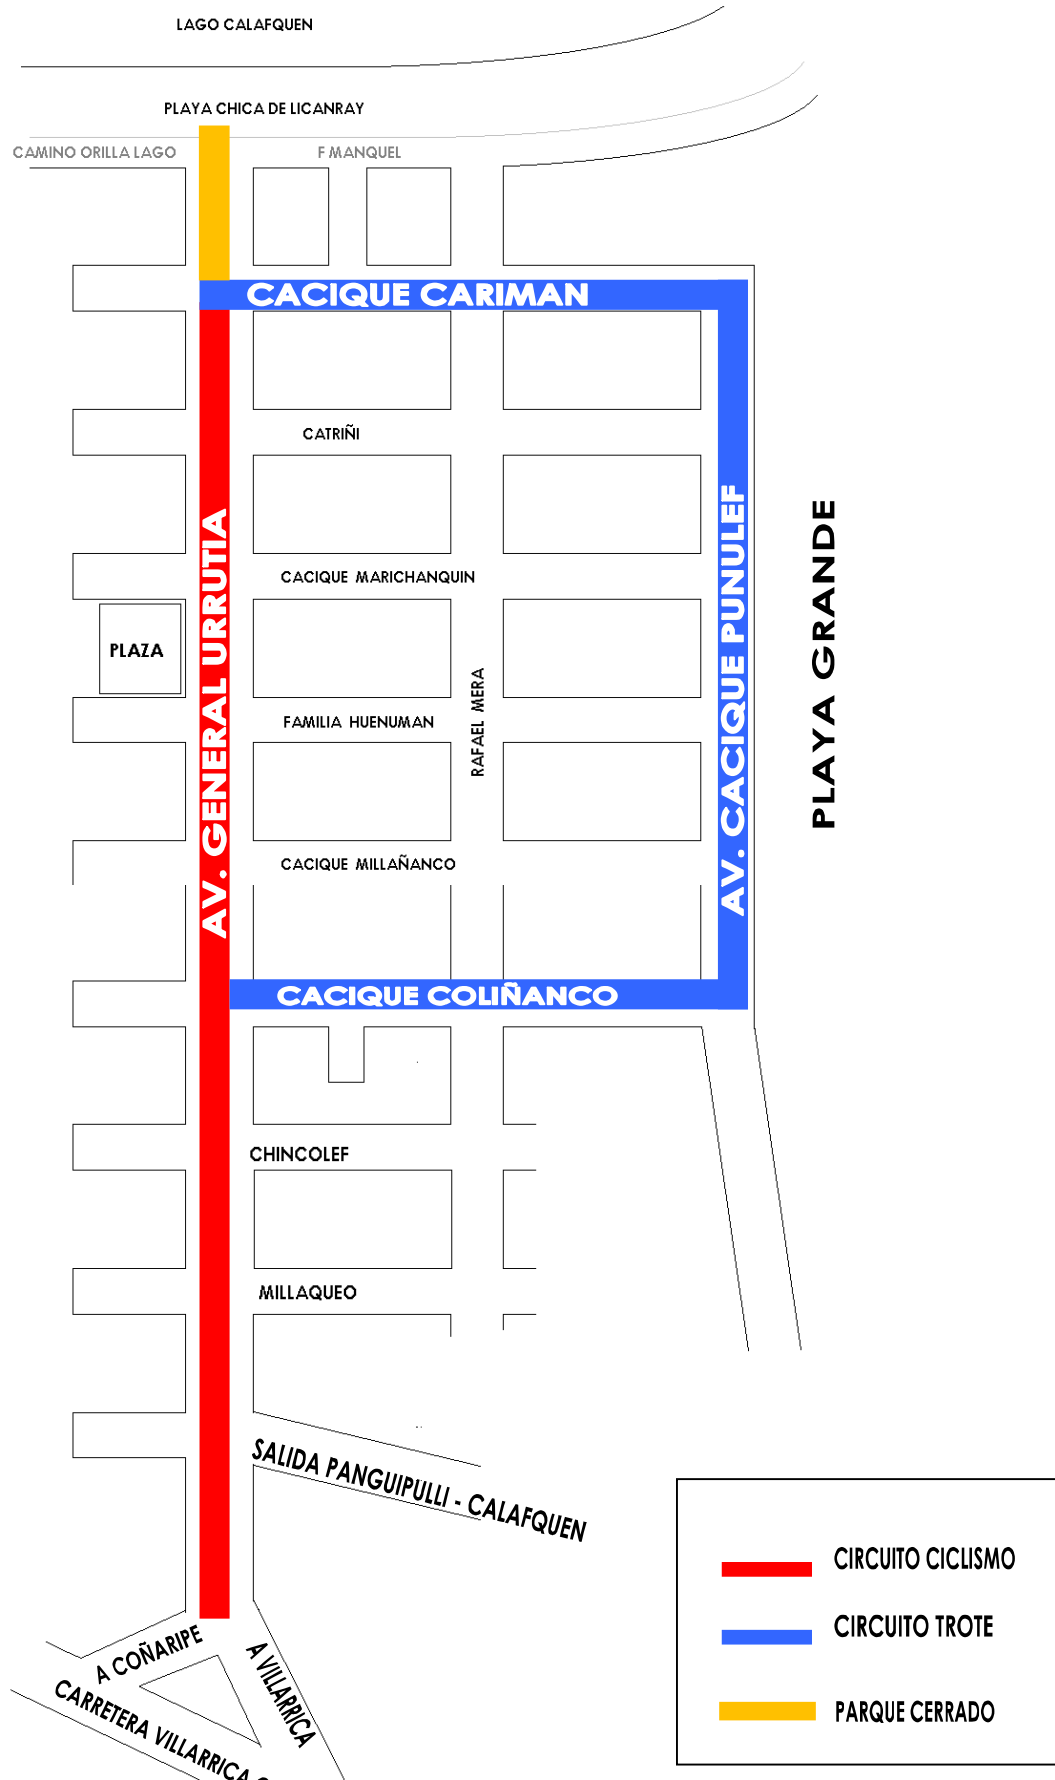 LAGO CALAFQUEN
PLAYA CHICA DE LICANRAY
CAMINO ORILLA LAGO
F MANQUEL
CACIQUE CARIMAN
CATRIÑI
AV. GENERAL URRUTIA
AV. CACIQUE PUNULEF
PLAYA GRANDE
CACIQUE MARICHANQUIN
PLAZA
RAFAEL MERA
FAMILIA HUENUMAN
CACIQUE MILLAÑANCO
CACIQUE COLIÑANCO
CHINCOLEF
MILLAQUEO
SALIDA PANGUIPULLI - CALAFQUEN
CIRCUITO CICLISMO
CIRCUITO TROTE
PARQUE CERRADO
A COÑARIPE
A VILLARRICA
CARRETERA VILLARRICA